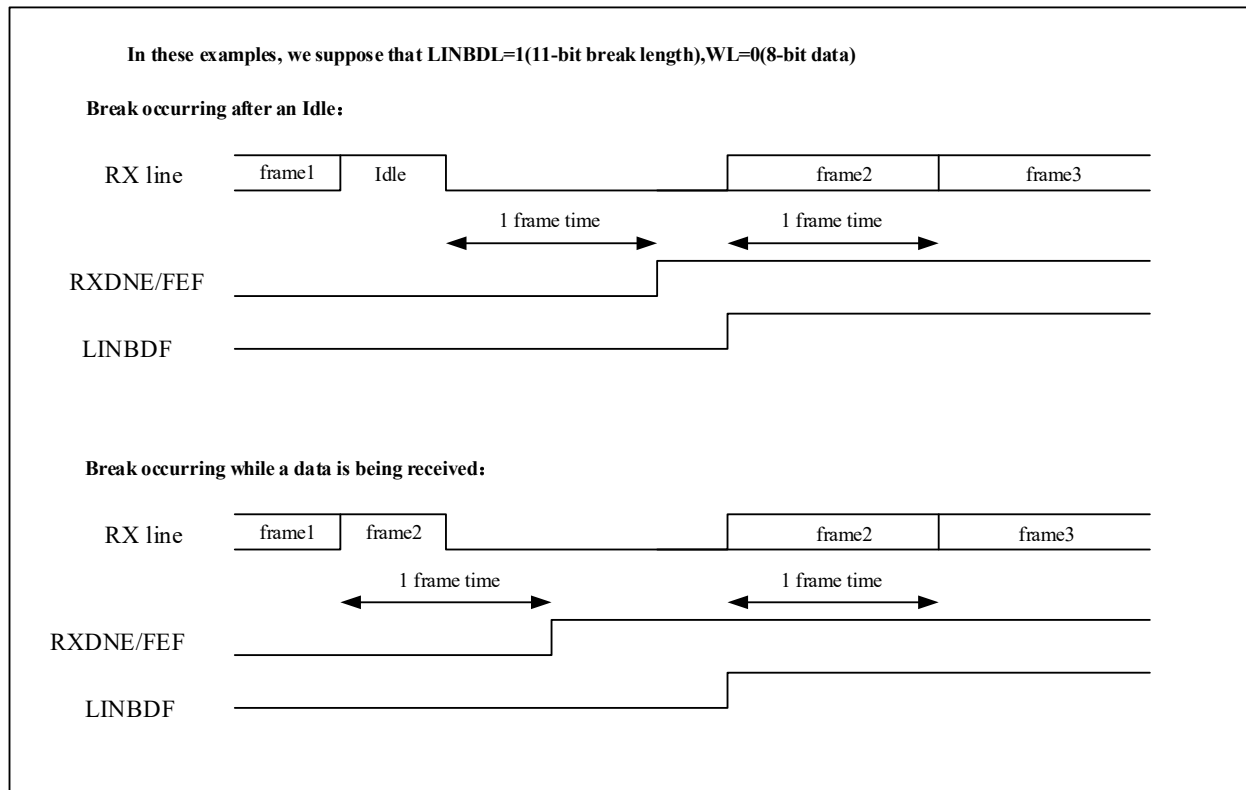 In these examples, we suppose that LINBDL=1(11-bit break length),WL=0(8-bit data)
Break occurring after an Idle：
RX line frame1 Idle frame2 frame3
1 frame time 1 frame time
RXDNE/FEF
LINBDF
Break occurring while a data is being received：
RX line frame1 frame2 frame2 frame3
1 frame time 1 frame time
RXDNE/FEF
LINBDF